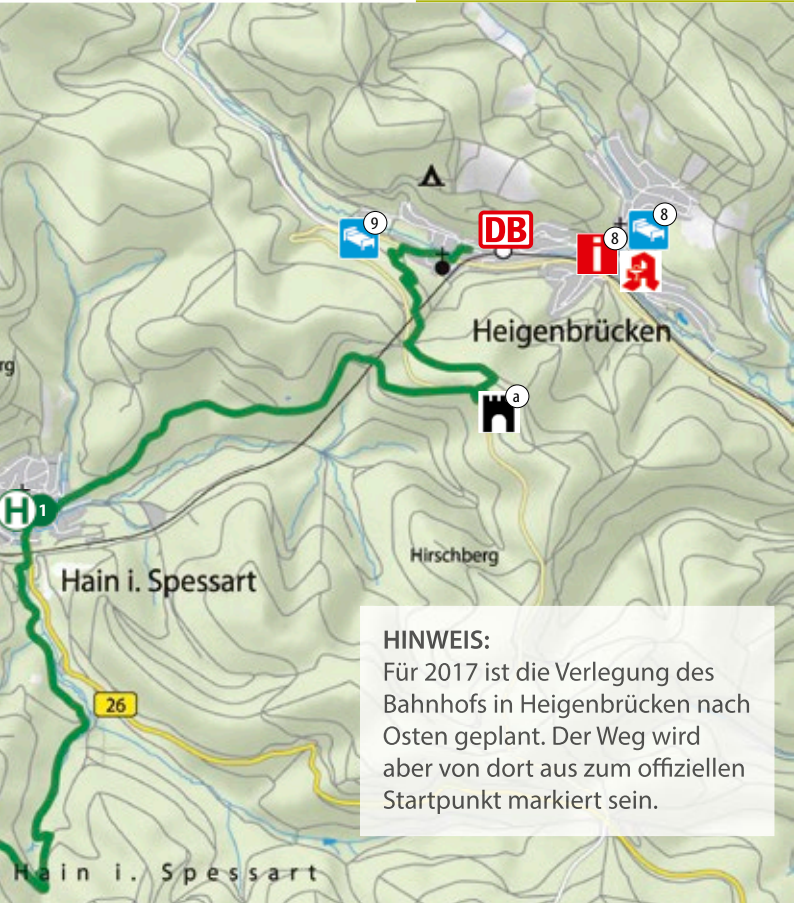 9
8
DB
8
i
A
Heigenbrücken
rg
a
H
1
Hirschberg
Hain i. Spessart
HINWEIS:
Für 2017 ist die Verlegung des
Bahnhofs in Heigenbrücken nach
Osten geplant. Der Weg wird
aber von dort aus zum offiziellen
Startpunkt markiert sein.
26
Hain i. Spessart